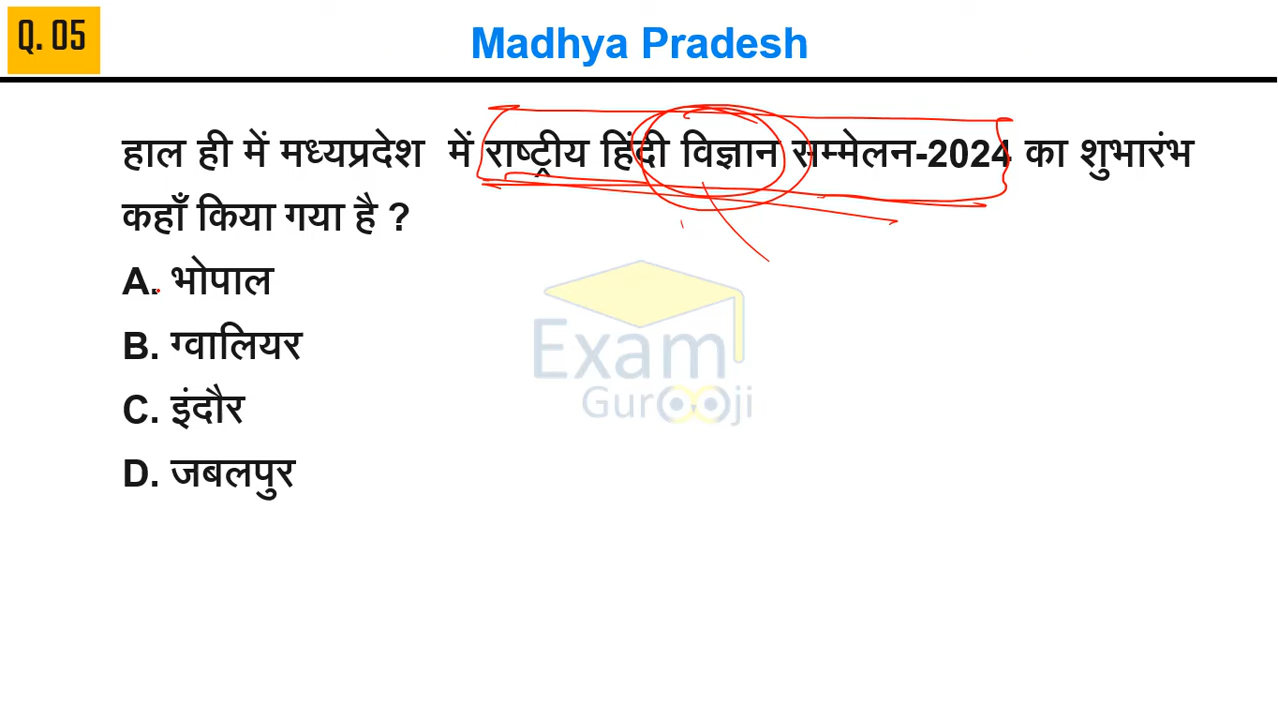 Q. 05
Madhya Pradesh
हाल ही में मध्यप्रदेश में राष्ट्रीय हिंदी विज्ञान सम्मेलन-2024 का शुभारंभ
कहाँ किया गया है ?
A. भोपाल
B. ग्वालियर
C. इंदौर
D. जबलपुर
Exam
Gurooji